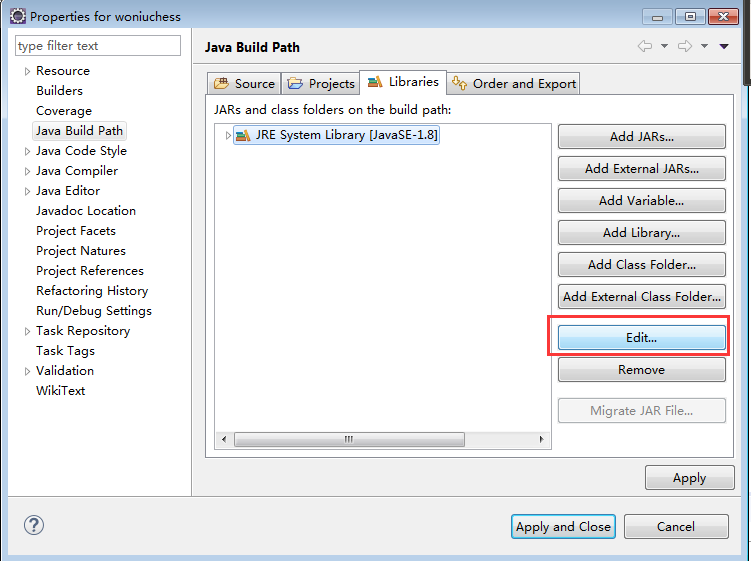 Properties for woniuchess
type filter text
Resource
Builders
Coverage
Java Build Path
Java Code Style
Java Compiler
Java Editor
Javadoc Location
Project Facets
Project Natures
Project References
Refactoring History
Run/Debug Settings
Task Repository
Task Tags
Validation
WikiText
Java Build Path
Source Projects Libraries Order and Export
JARs and class folders on the build path:
JRE System Library [JavaSE-1.8]
Add JARs...
Add External JARs...
Add Variable...
Add Library...
Add Class Folder...
Add External Class Folder...
Edit...
Remove
Migrate JAR File...
Apply
?
Apply and Close Cancel